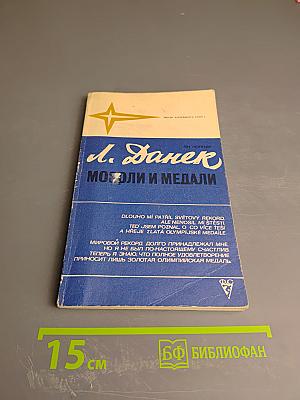 Л. Данек
МОЗОЛИ И МЕДАЛИ
DLOUHO MI PATŘIL SVĚTOVÝ REKORD,
ALE NENOSIL MI ŠTĚSTÍ.
TEĎ JSEM POZNAL, O CO VÍCE TĚŠÍ
A HŘEJE ZLATÁ OLYMPIJSKÁ MEDAILE.
МИРОВОЙ РЕКОРД ДОЛГО ПРИНАДЛЕЖАЛ МНЕ,
НО Я НЕ БЫЛ ПО-НАСТОЯЩЕМУ СЧАСТЛИВ.
ТЕПЕРЬ Я ЗНАЮ, ЧТО ПОЛНОЕ УДОВЛЕТВОРЕНИЕ
ПРИНОСИТ ЛИШЬ ЗОЛОТАЯ ОЛИМПИЙСКАЯ МЕДАЛЬ.
15 СМ
БФ БИБЛИОФАН